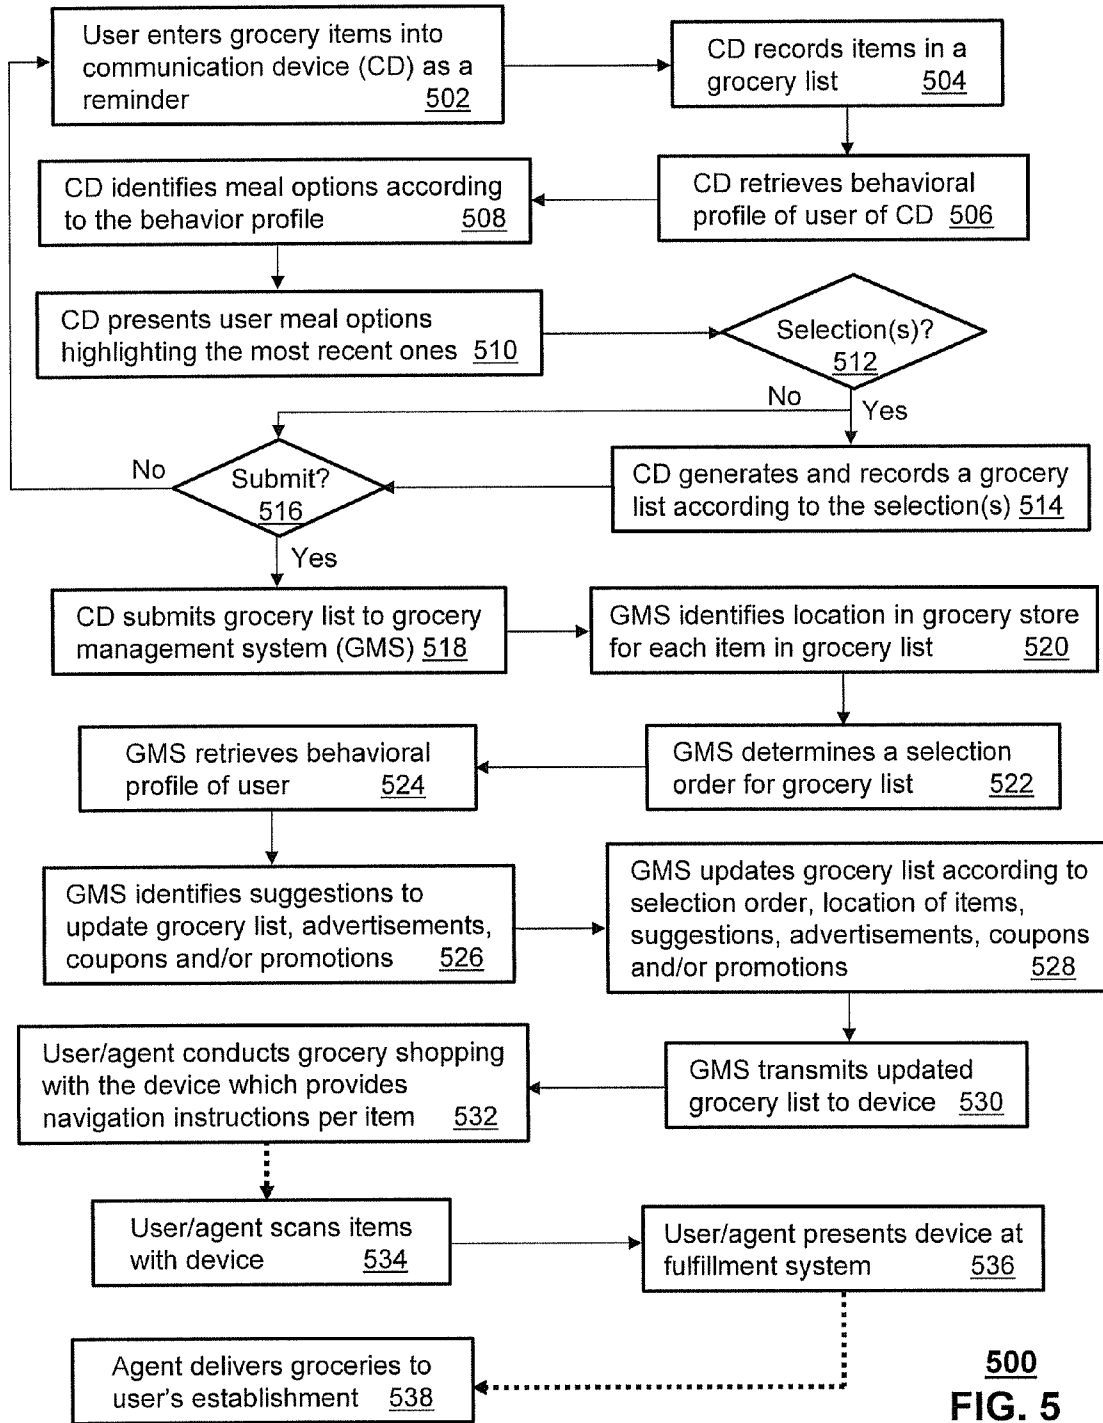 User enters grocery items into
communication device (CD) as a
reminder 502
CD records items in a
grocery list 504
CD retrieves behavioral
profile of user of CD 506
CD identifies meal options according
to the behavior profile 508
CD presents user meal options
highlighting the most recent ones 510
Selection(s)?
512
No
Yes
CD generates and records a grocery
list according to the selection(s) 514
Submit?
516
No
Yes
CD submits grocery list to grocery
management system (GMS) 518
GMS identifies location in grocery store
for each item in grocery list 520
GMS determines a selection
order for grocery list 522
GMS retrieves behavioral
profile of user 524
GMS identifies suggestions to
update grocery list, advertisements,
coupons and/or promotions 526
GMS updates grocery list according to
selection order, location of items,
suggestions, advertisements, coupons
and/or promotions 528
GMS transmits updated
grocery list to device 530
User/agent conducts grocery shopping
with the device which provides
navigation instructions per item 532
User/agent scans items
with device 534
User/agent presents device at
fulfillment system 536
Agent delivers groceries to
user's establishment 538
500
FIG. 5